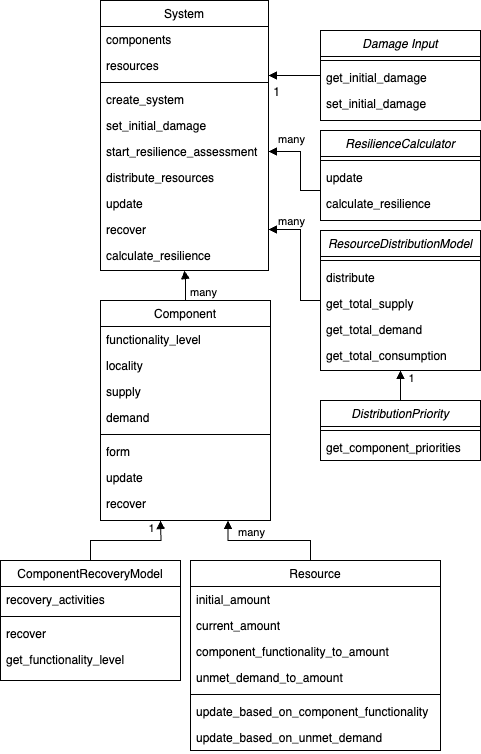 System
components
resources
create_system
set_initial_damage
start_resilience_assessment
distribute_resources
update
recover
calculate_resilience
Damage Input
get_initial_damage
set_initial_damage
1
many
ResilienceCalculator
update
calculate_resilience
many
ResourceDistributionModel
distribute
get_total_supply
get_total_demand
get_total_consumption
1
DistributionPriority
get_component_priorities
many
Component
functionality_level
locality
supply
demand
form
update
recover
1
many
ComponentRecoveryModel
recovery_activities
recover
get_functionality_level
Resource
initial_amount
current_amount
component_functionality_to_amount
unmet_demand_to_amount
update_based_on_component_functionality
update_based_on_unmet_demand